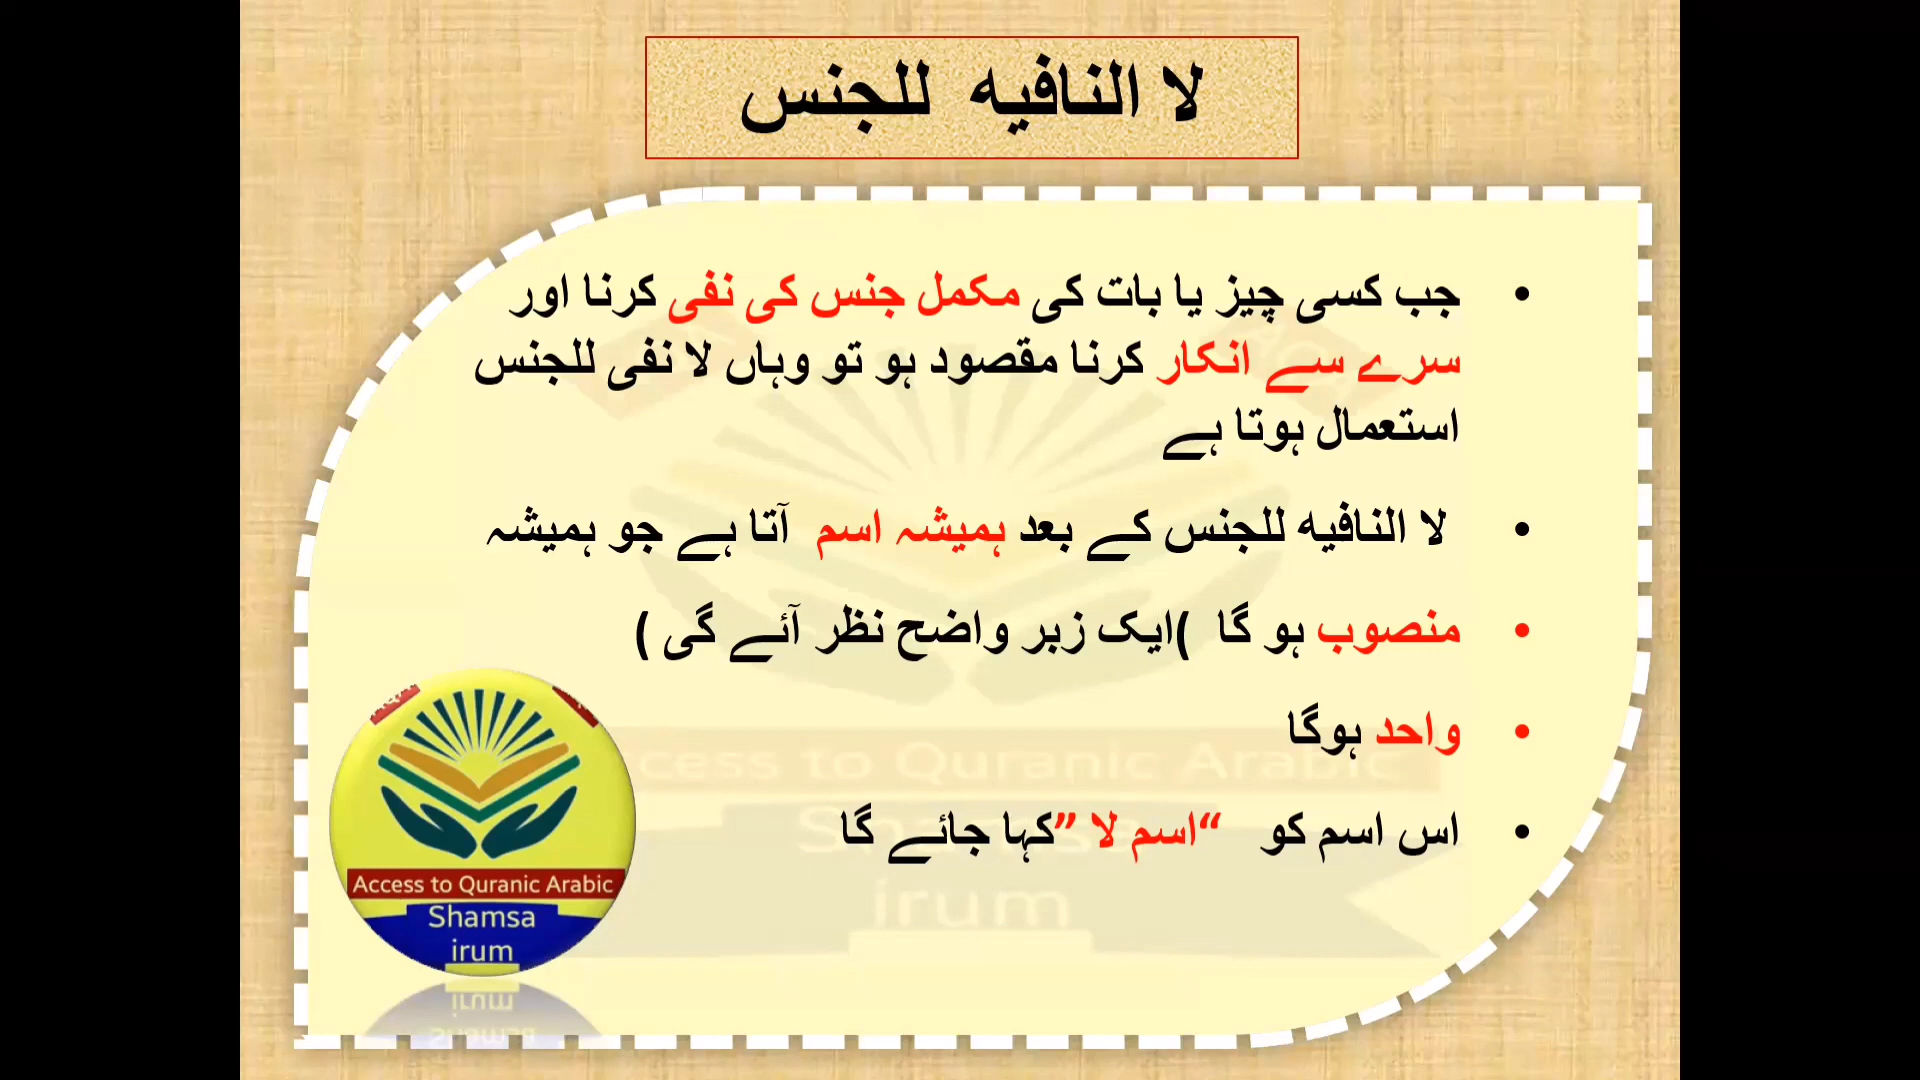 لا النافيه للجنس
• جب کسی چیز یا بات کی مکمل جنس کی نفی کرنا اور
سرے سے انکار کرنا مقصود ہو تو وہاں لا نفی للجنس
استعمال ہوتا ہے
• لا النافيه للجنس کے بعد ہمیشہ اسم آتا ہے جو ہمیشہ
• منصوب ہو گا )ایک زبر واضح نظر آئے گی )
• واحد ہوگا
• اس اسم کو “اسم لا ”کہا جائے گا
Access to Quranic Arabic
Shamsa
irum